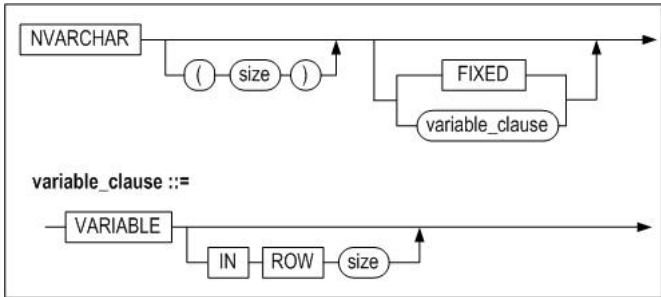 NVARCHAR
( size )
FIXED
variable_clause
variable_clause ::=
VARIABLE
IN ROW size